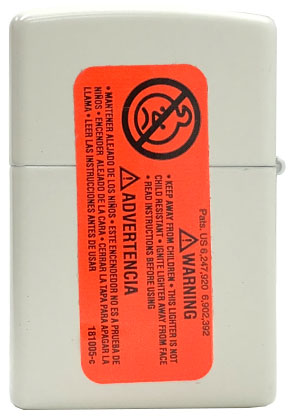 Pats. US 6,247,920 6,902,392
WARNING
• KEEP AWAY FROM CHILDREN • THIS LIGHTER IS NOT
CHILD RESISTANT • IGNITE LIGHTER AWAY FROM FACE
• READ INSTRUCTIONS BEFORE USING
ADVERTENCIA
• MANTENER ALEJADO DE LOS NIÑOS • ESTE ENCENDEDOR NO ES A PRUEBA DE
NIÑOS • ENCENDER ALEJADO DE LA CARA • CERRAR LA TAPA PARA APAGAR LA
LLAMA • LEER LAS INSTRUCCIONES ANTES DE USAR
181005-c